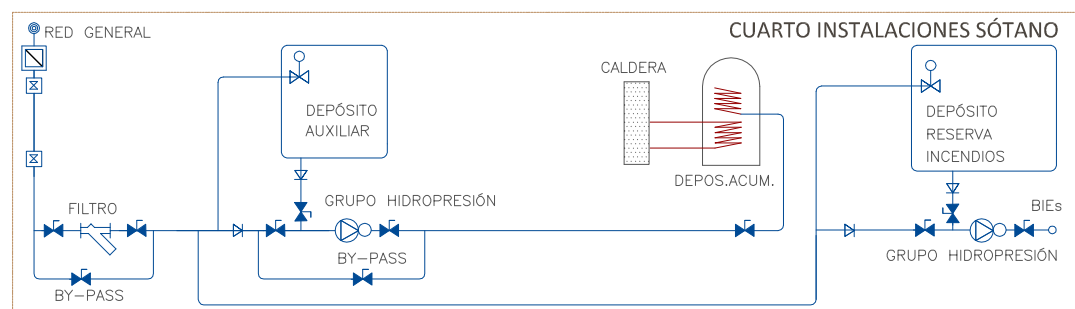 RED GENERAL
CUARTO INSTALACIONES SÓTANO
CALDERA
DEPÓSITO
AUXILIAR
DEPÓSITO
RESERVA
INCENDIOS
DEPOS.ACUM.
FILTRO
GRUPO HIDROPRESIÓN
BIEs
BY-PASS
GRUPO HIDROPRESIÓN
BY-PASS